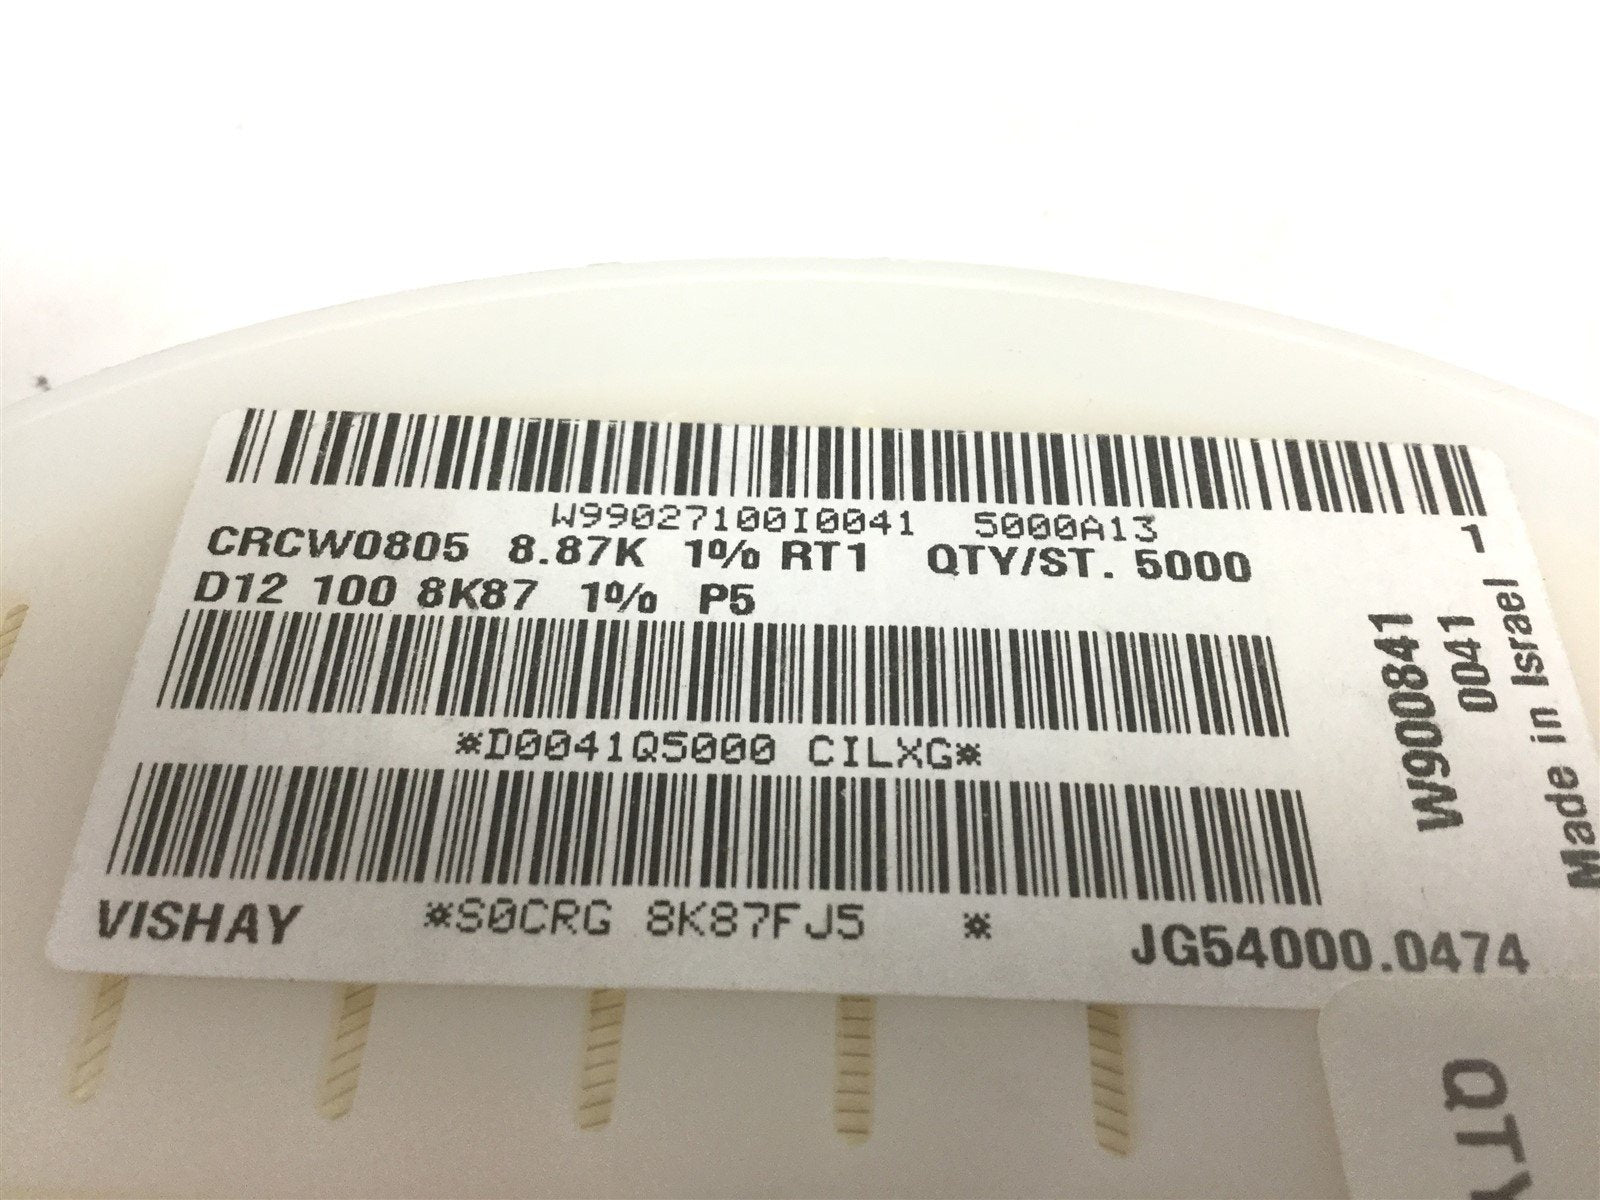 W99027100I0041 5000A13
1
CRCW0805 8.87K 1% RT1 QTY/ST. 5000
D12 100 8K87 1% P5
*D0041Q5000 CILXG*
*S0CRG 8K87FJ5 *
VISHAY
JG54000.0474
W900841
0041
Made in Israel
QTY